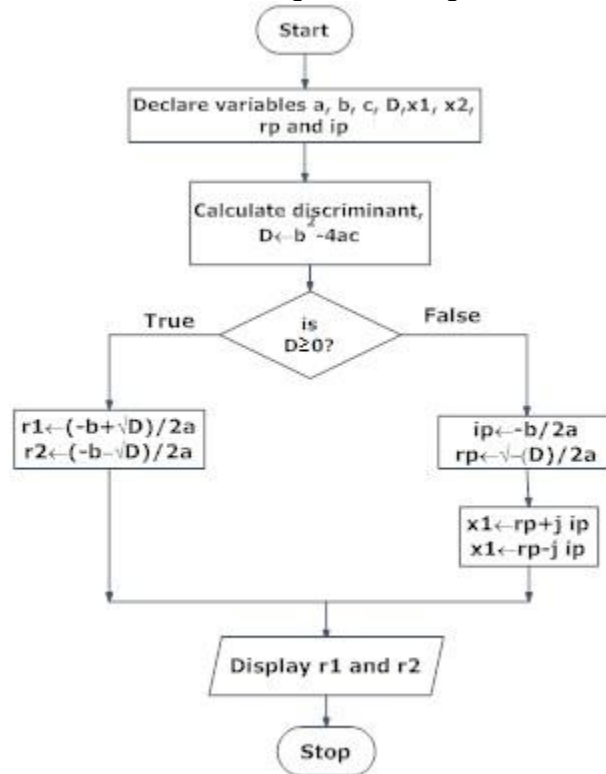 Start
Declare variables a, b, c, D,x1, x2,
rp and ip
Calculate discriminant,
D←b²-4ac
True
is
D≥0?
False
r1←(-b+√D)/2a
r2←(-b-√D)/2a
ip←-b/2a
rp←√-(D)/2a
x1←rp+j ip
x1←rp-j ip
Display r1 and r2
Stop